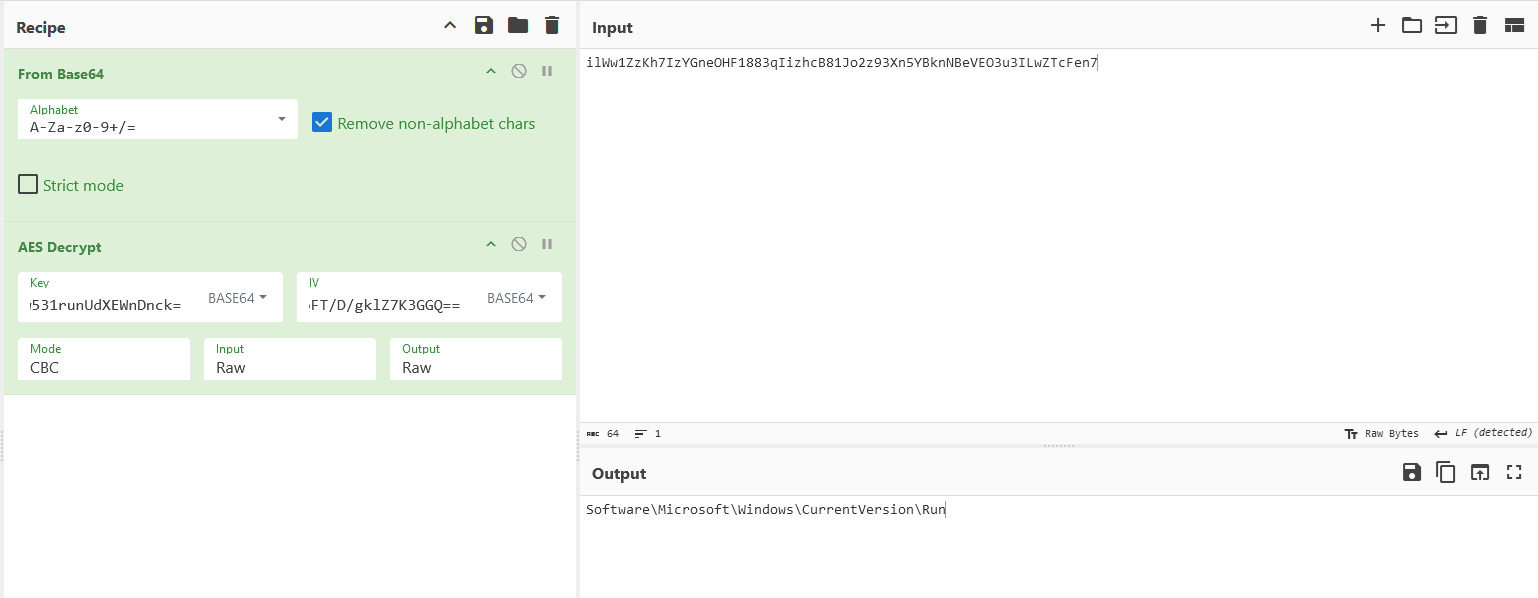 Recipe
From Base64
Alphabet
A-Za-z0-9+/=
Remove non-alphabet chars
Strict mode
AES Decrypt
Key
531runUdXEWnDnck=
BASE64
IV
FT/D/gklZ7K3GGQ==
BASE64
Mode
CBC
Input
Raw
Output
Raw
Input
ilWw1ZzKh7IzYGneOHF1883qIizhcB81Jo2z93Xn5YBknNBeVEO3u3ILwZTcFen7
ABC 64
1
Tт Raw Bytes
LF (detected)
Output
Software\Microsoft\Windows\CurrentVersion\Run